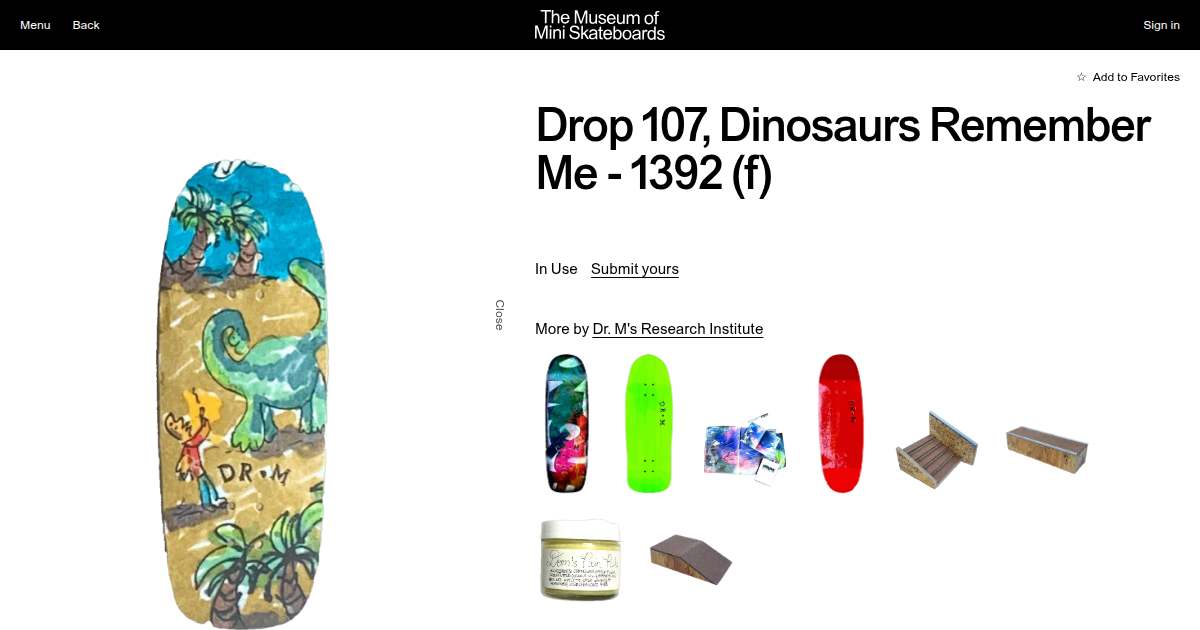 Menu
Back
The Museum of
Mini Skateboards
Sign in
☆ Add to Favorites
Drop 107, Dinosaurs Remember
Me - 1392 (f)
In Use
Submit yours
Close
More by Dr. M's Research Institute
DR•M
DR•M